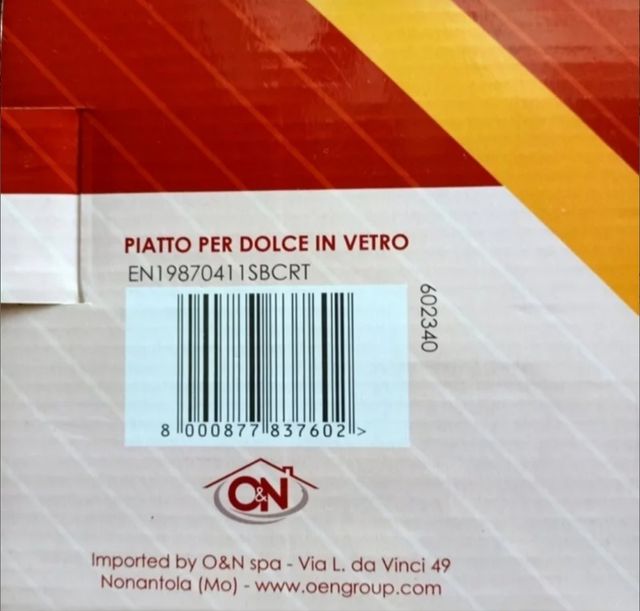 PIATTO PER DOLCE IN VETRO
EN19870411SBCRT
602340
8 000877 837602 >
O&N
Imported by O&N spa - Via L. da Vinci 49
Nonantola (Mo) - www.oengroup.com